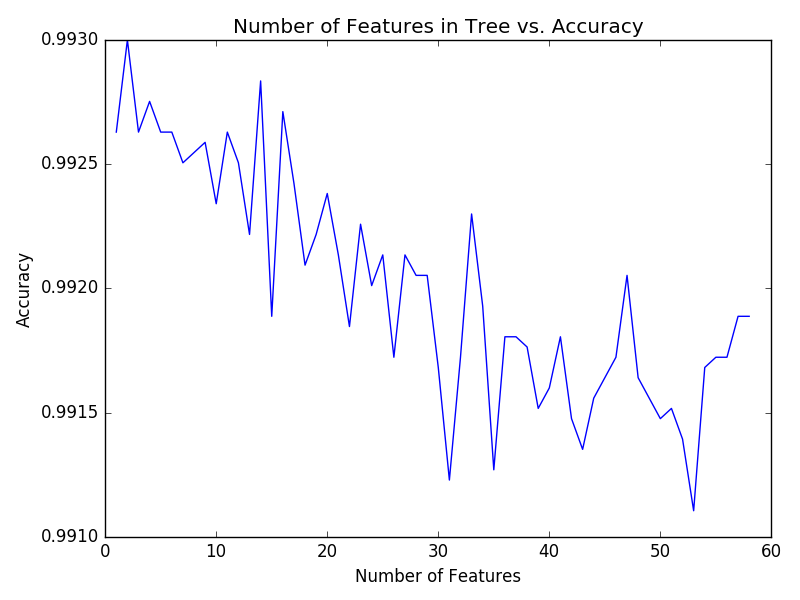 Number of Features in Tree vs. Accuracy
0.9930
0.9925
0.9920
0.9915
0.9910
Accuracy
0 10 20 30 40 50 60
Number of Features